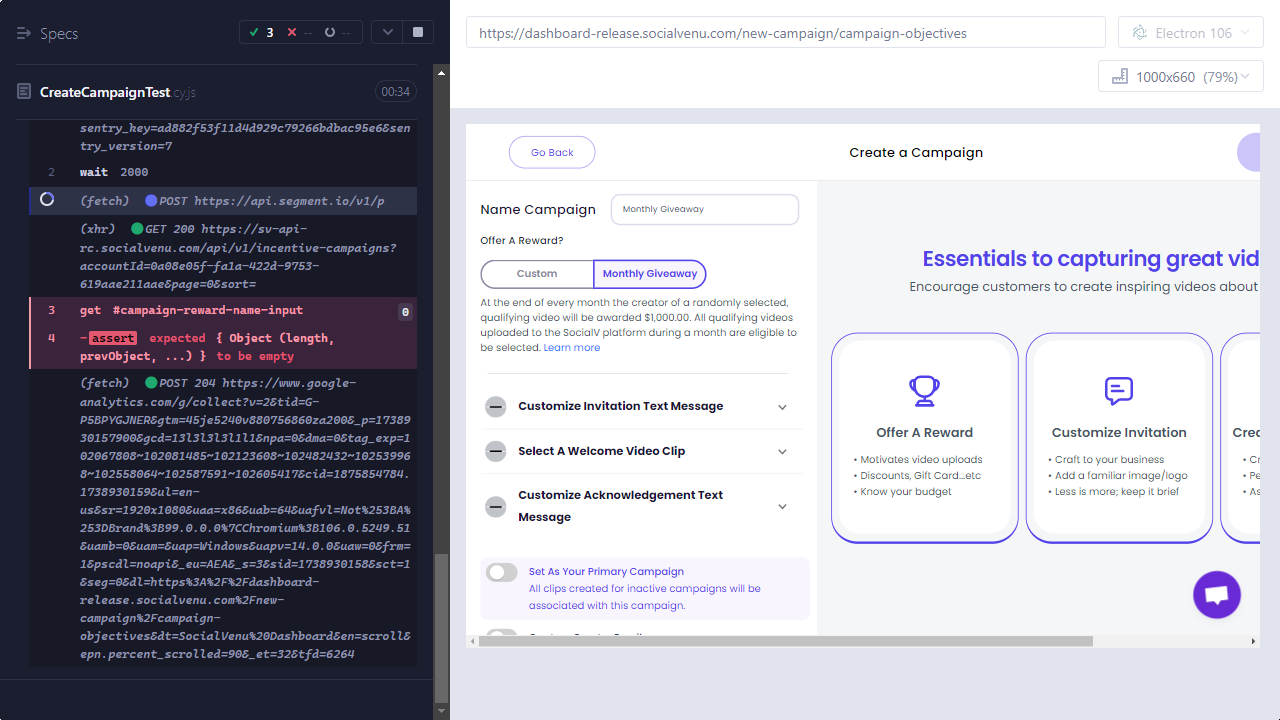 Specs
3
--
--
https://dashboard-release.socialvenu.com/new-campaign/campaign-objectives
Electron 106
1000x660 (79%)
CreateCampaignTest.cy.js
00:34
sentry_key=ad882f53f11d4d929c79266bdbac95e6&sen
try_version=7
2 wait 2000
(fetch) POST https://api.segment.io/v1/p
(xhr) GET 200 https://sv-api-
rc.socialvenu.com/api/v1/incentive-campaigns?
accountId=0a08e05f-fa1a-422d-9753-
619aae211aae&page=0&sort=
3 get #campaign-reward-name-input 0
4 -assert expected { Object (length,
prevObject, ...) } to be empty
(fetch) POST 204 https://www.google-
analytics.com/g/collect?v=2&tid=G-
P5BPYGJNER&gtm=45je5240v880756860za200&_p=17389
30157900&gcd=13l3l3l3l1l1&npa=0&dma=0&tag_exp=1
02067808~102081485~102123608~102482432~10253996
8~102558064~102587591~102605417&cid=1875854784.
1738930159&ul=en-
us&sr=1920x1080&uaa=x86&uab=64&uafvl=Not%253BA%
253DBrand%3B99.0.0.0%7CChromium%3B106.0.5249.51
&uamb=0&uam=&uap=Windows&uapv=14.0.0&uaw=0&frm=
1&pscdl=noapi&_eu=AEA&_s=3&sid=1738930158&sct=1
&seg=0&dl=https%3A%2F%2Fdashboard-
release.socialvenu.com%2Fnew-
campaign%2Fcampaign-
objectives&dt=SocialVenu%20Dashboard&en=scroll&
epn.percent_scrolled=90&_et=32&tfd=6264
Go Back
Create a Campaign
Name Campaign
Monthly Giveaway
Offer A Reward?
Custom
Monthly Giveaway
At the end of every month the creator of a randomly selected,
qualifying video will be awarded $1,000.00. All qualifying videos
uploaded to the SocialV platform during a month are eligible to
be selected. Learn more
Customize Invitation Text Message
Select A Welcome Video Clip
Customize Acknowledgement Text
Message
Set As Your Primary Campaign
All clips created for inactive campaigns will be
associated with this campaign.
Essentials to capturing great vid
Encourage customers to create inspiring videos about
Offer A Reward
• Motivates video uploads
• Discounts, Gift Card...etc
• Know your budget
Customize Invitation
• Craft to your business
• Add a familiar image/logo
• Less is more; keep it brief
Crea
• Cr
• Pe
• As